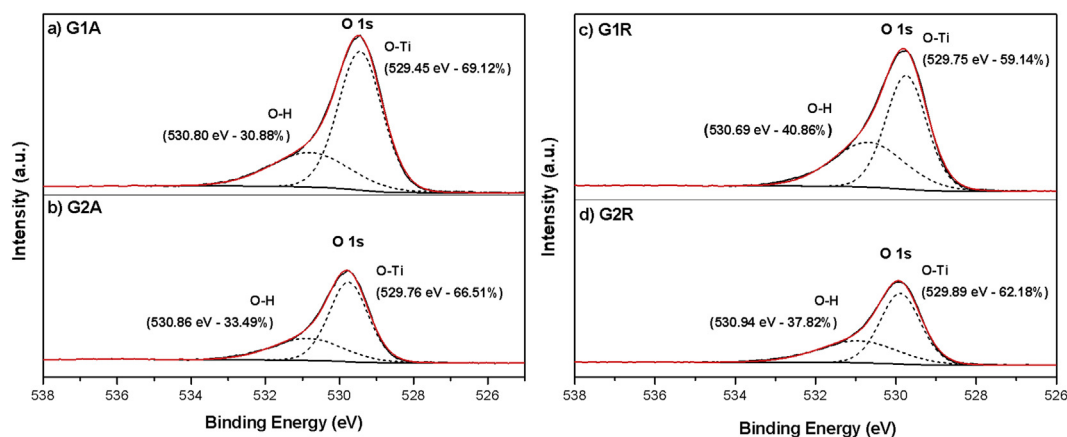 a) G1A
O 1s
O-Ti
(529.45 eV - 69.12%)
O-H
(530.80 eV - 30.88%)
b) G2A
O 1s
O-Ti
(529.76 eV - 66.51%)
O-H
(530.86 eV - 33.49%)
Intensity (a.u.)
538 536 534 532 530 528 526
Binding Energy (eV)
c) G1R
O 1s
O-Ti
(529.75 eV - 59.14%)
O-H
(530.69 eV - 40.86%)
d) G2R
O 1s
O-Ti
(529.89 eV - 62.18%)
O-H
(530.94 eV - 37.82%)
Intensity (a.u.)
538 536 534 532 530 528 526
Binding Energy (eV)